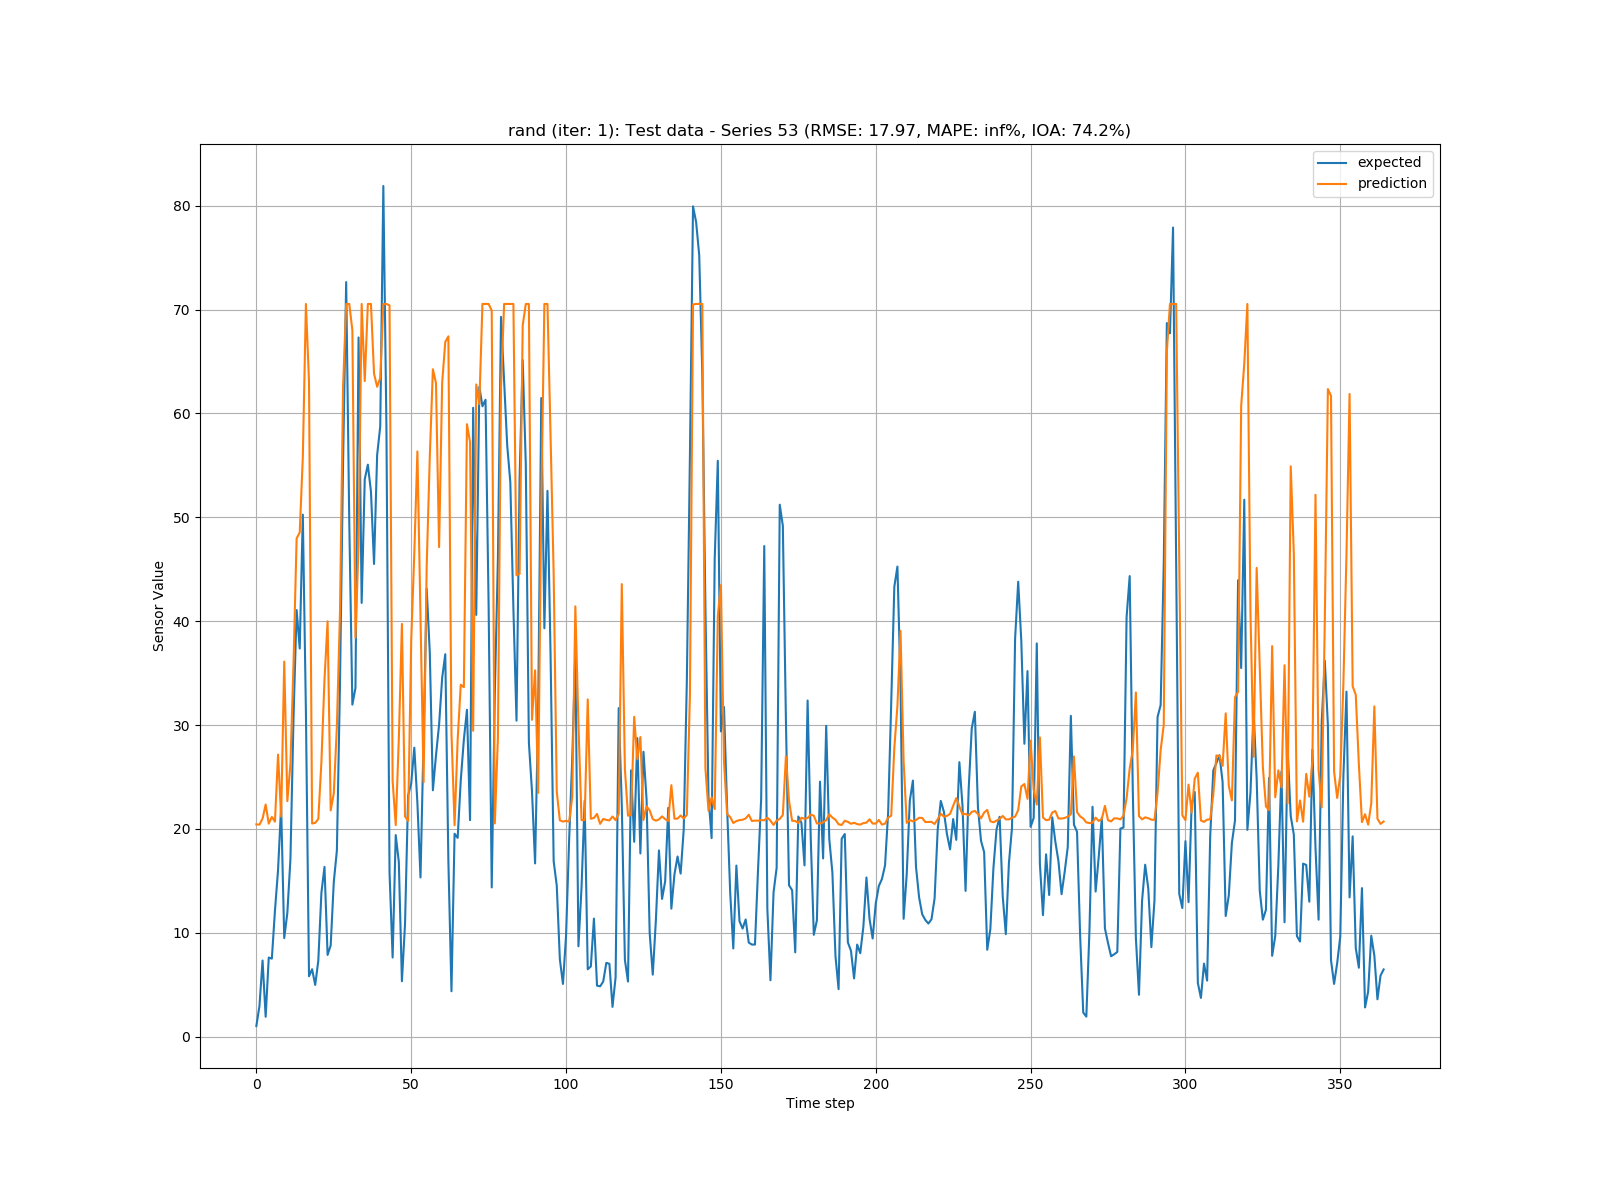 rand (iter: 1): Test data - Series 53 (RMSE: 17.97, MAPE: inf%, IOA: 74.2%)
expected
prediction
80
70
60
50
40
30
20
10
0
Sensor Value
0 50 100 150 200 250 300 350
Time step